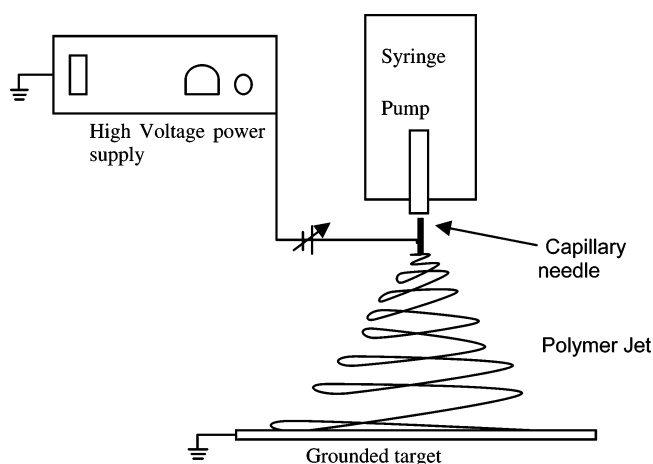 Syringe
Pump
High Voltage power
supply
Capillary
needle
Polymer Jet
Grounded target